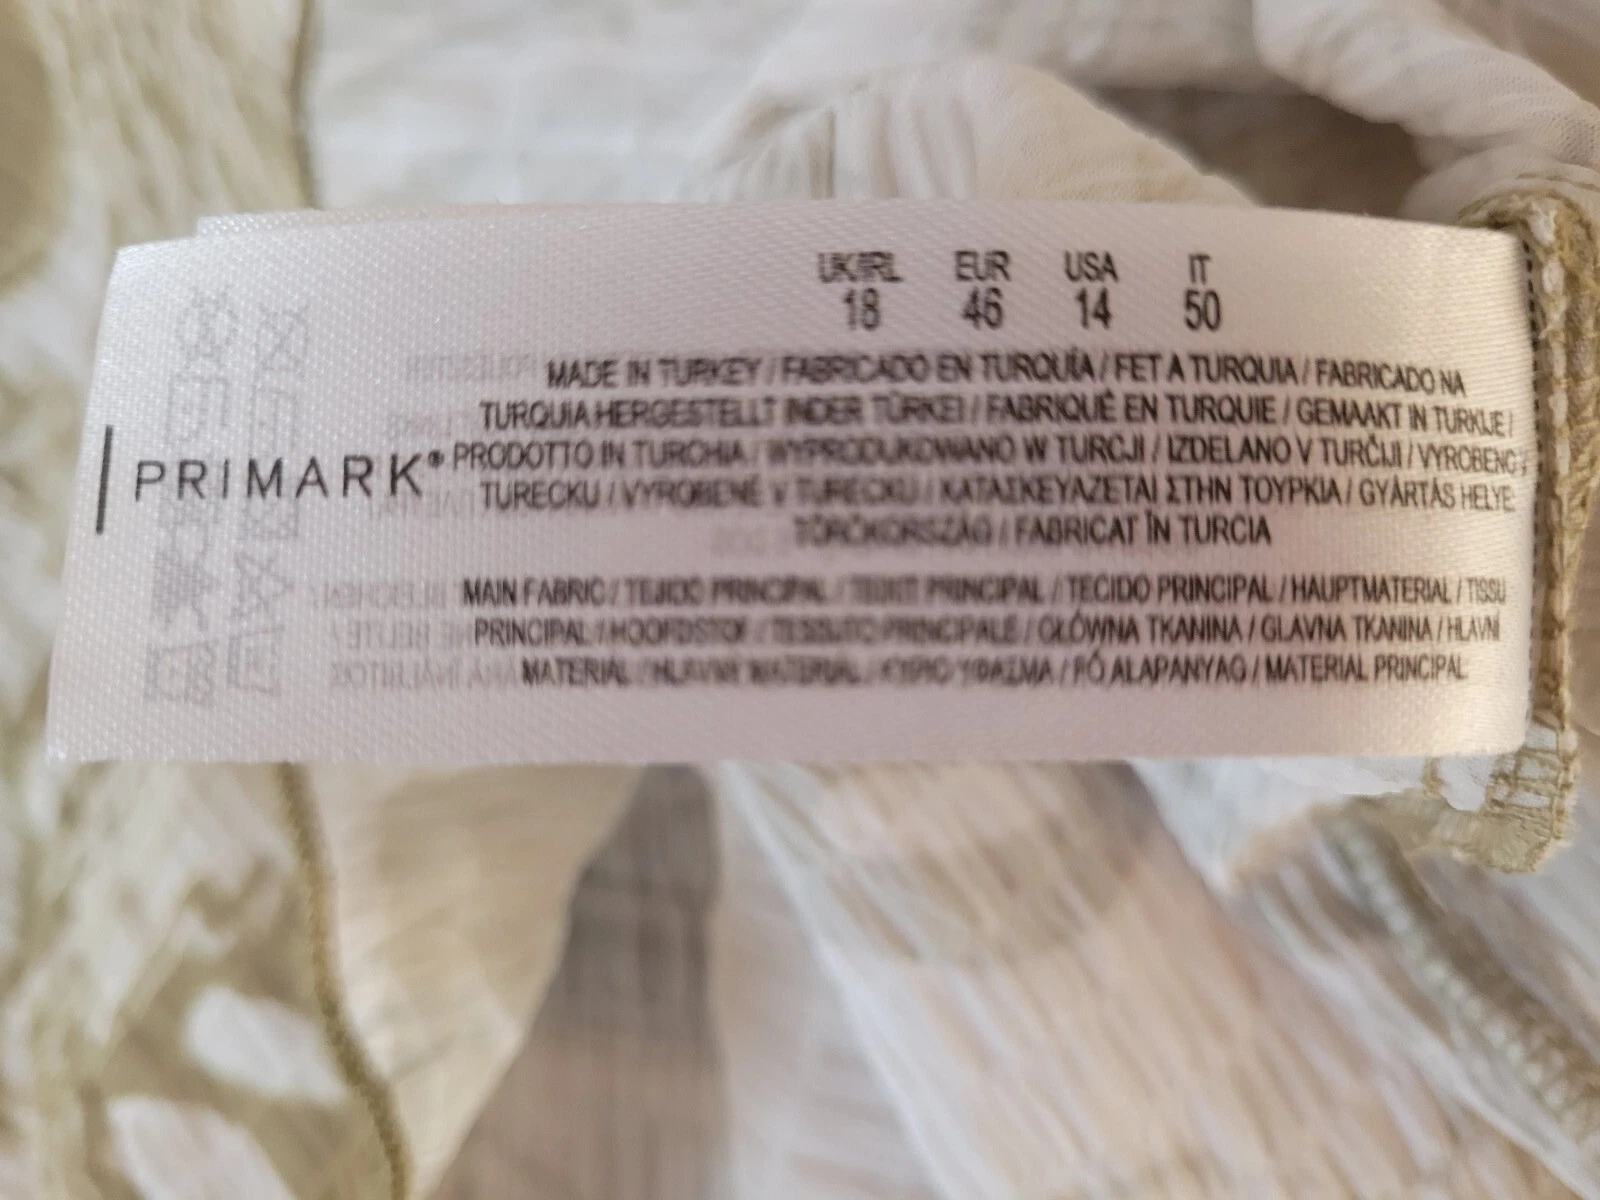 UK/IRL EUR USA IT
18 46 14 50
MADE IN TURKEY / FABRICADO EN TURQUÍA / FET A TURQUIA / FABRICADO NA
TURQUIA HERGESTELLT IN DER TÜRKEI / FABRIQUÉ EN TURQUIE / GEMAAKT IN TURKIJE /
PRIMARK®
PRODOTTO IN TURCHIA / WYPRODUKOWANO W TURCJI / IZDELANO V TURČIJI / VYROBENO V
TURECKU / VYROBENÉ V TURECKU / ΚΑΤΑΣΚΕΥΑΖΕΤΑΙ ΣΤΗΝ ΤΟΥΡΚΙΑ / GYÁRTÁS HELYE:
TÖRÖKORSZÁG / FABRICAT ÎN TURCIA
MAIN FABRIC / TEJIDO PRINCIPAL / TEIXIT PRINCIPAL / TECIDO PRINCIPAL / HAUPTMATERIAL / TISSU
PRINCIPAL / HOOFDSTOF / TESSUTO PRINCIPALE / GŁÓWNA TKANINA / GLAVNA TKANINA / HLAVNÍ
MATERIÁL / HLAVNÝ MATERIÁL / ΚΥΡΙΟ ΥΦΑΣΜΑ / FŐ ALAPANYAG / MATERIAL PRINCIPAL